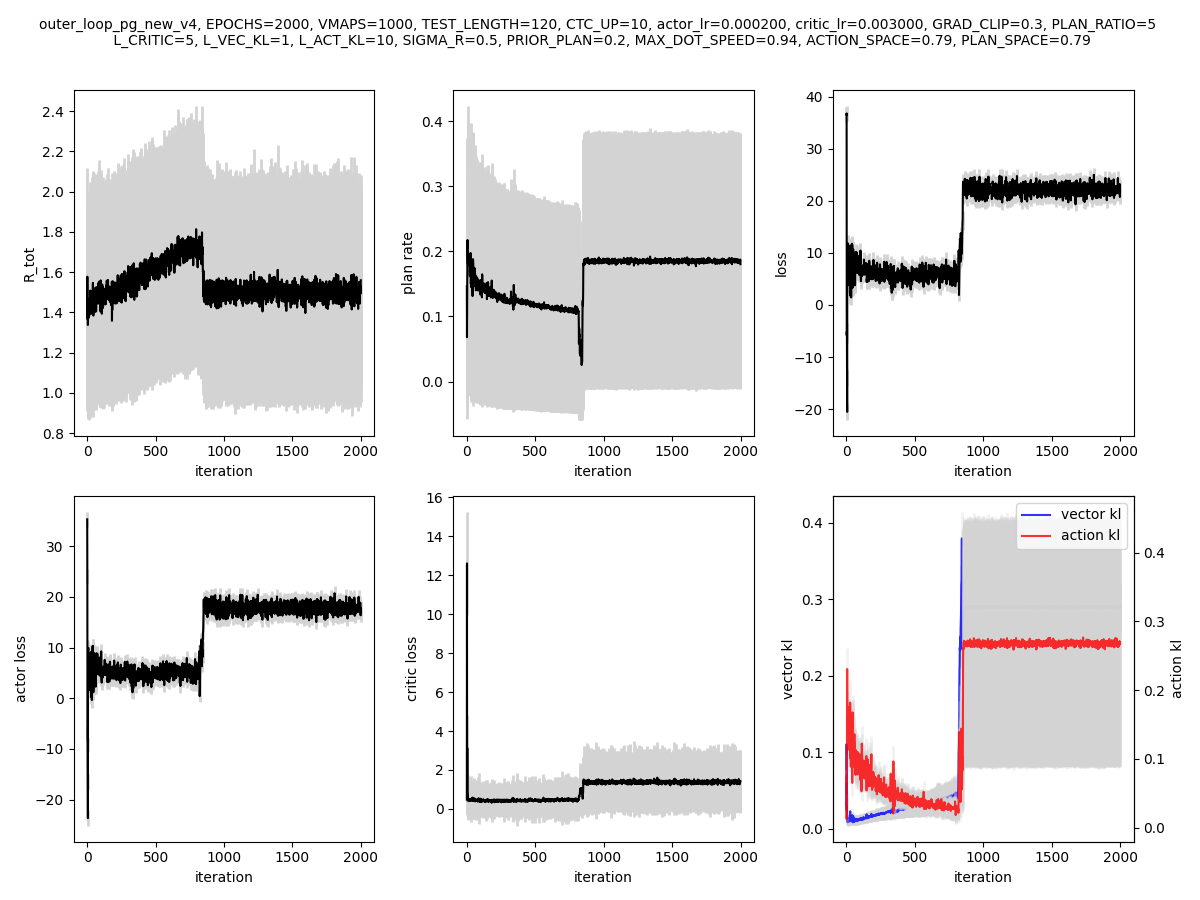 outer_loop_pg_new_v4, EPOCHS=2000, VMAPS=1000, TEST_LENGTH=120, CTC_UP=10, actor_lr=0.000200, critic_lr=0.003000, GRAD_CLIP=0.3, PLAN_RATIO=5
L_CRITIC=5, L_VEC_KL=1, L_ACT_KL=10, SIGMA_R=0.5, PRIOR_PLAN=0.2, MAX_DOT_SPEED=0.94, ACTION_SPACE=0.79, PLAN_SPACE=0.79
R_tot
2.4
2.2
2.0
1.8
1.6
1.4
1.2
1.0
0.8
0 500 1000 1500 2000
iteration
plan rate
0.4
0.3
0.2
0.1
0.0
0 500 1000 1500 2000
iteration
loss
40
30
20
10
0
−10
−20
0 500 1000 1500 2000
iteration
actor loss
30
20
10
0
−10
−20
0 500 1000 1500 2000
iteration
critic loss
16
14
12
10
8
6
4
2
0
0 500 1000 1500 2000
iteration
vector kl
0.4
0.3
0.2
0.1
0.0
vector kl
action kl
0 500 1000 1500 2000
iteration
0.4
0.3
0.2
0.1
0.0
action kl